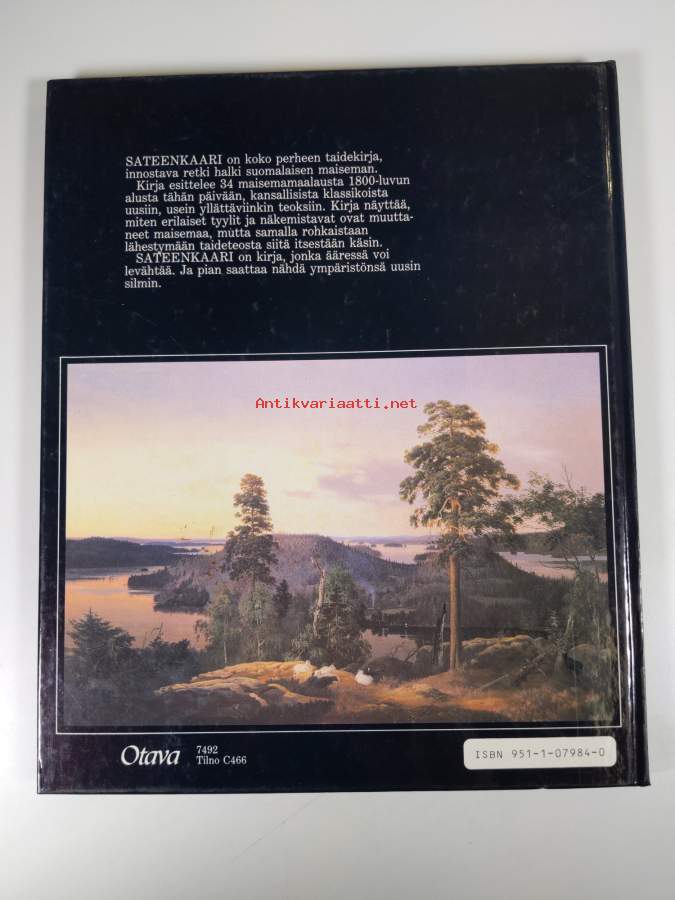 SATEENKAARI on koko perheen taidekirja,
innostava retki halki suomalaisen maiseman.
Kirja esittelee 34 maisemamaalausta 1800-luvun
alusta tähän päivään, kansallisista klassikoista
uusiin, usein yllättäviinkin teoksiin. Kirja näyttää,
miten erilaiset tyylit ja näkemistavat ovat muutta-
neet maisemaa, mutta samalla rohkaistaan
lähestymään taideteosta siitä itsestään käsin.
SATEENKAARI on kirja, jonka ääressä voi
levähtää. Ja pian saattaa nähdä ympäristönsä uusin
silmin.
Antikvariaatti.net
Otava
7492
Tilno C466
ISBN 951-1-07984-0